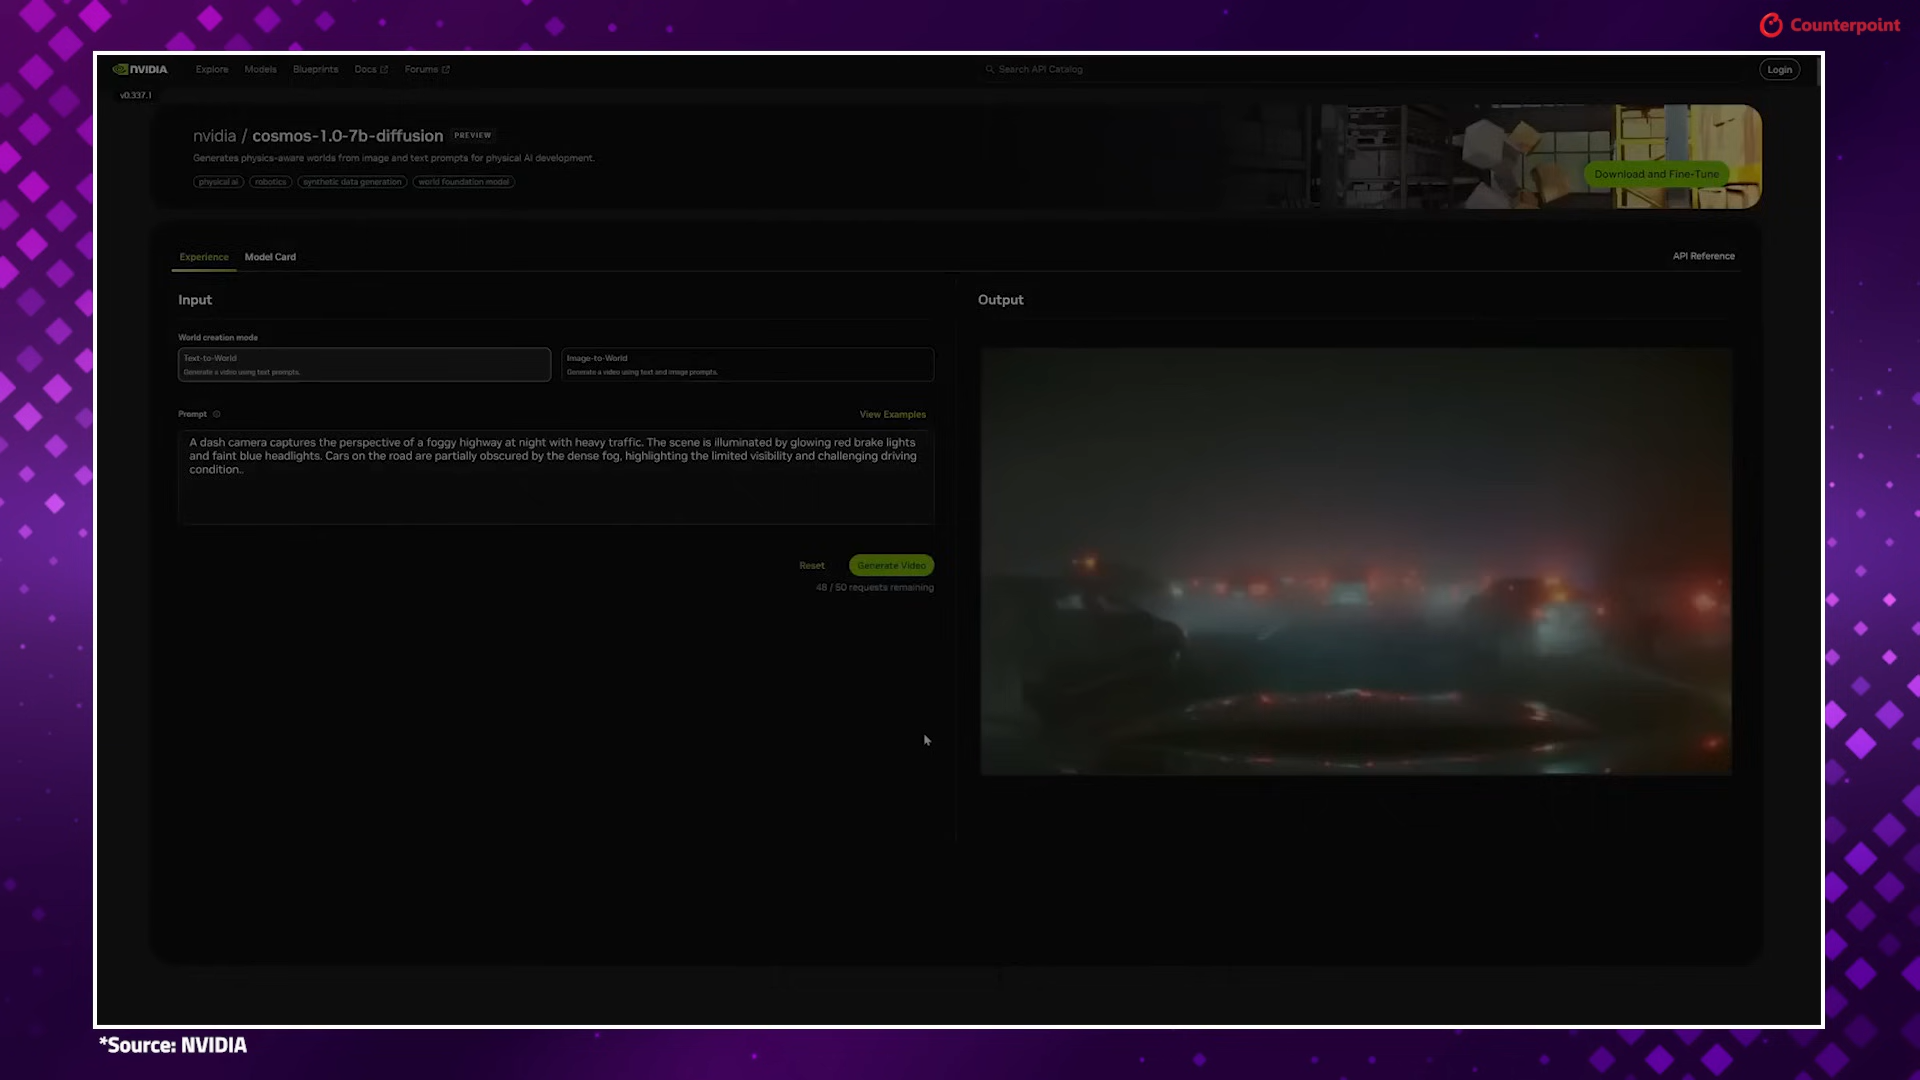 Counterpoint
NVIDIA
Explore
Models
Blueprints
Docs
Forums
Search API Catalog
Login
v0.337.1
nvidia / cosmos-1.0-7b-diffusion
PREVIEW
Generates physics-aware worlds from image and text prompts for physical AI development.
physical ai
robotics
synthetic data generation
world foundation model
Download and Fine-Tune
Experience
Model Card
API Reference
Input
World creation mode
Text-to-World
Generate a video using text prompts.
Image-to-World
Generate a video using text and image prompts.
Prompt
View Examples
A dash camera captures the perspective of a foggy highway at night with heavy traffic. The scene is illuminated by glowing red brake lights
and faint blue headlights. Cars on the road are partially obscured by the dense fog, highlighting the limited visibility and challenging driving
condition..
Reset
Generate Video
48 / 50 requests remaining
Output
*Source: NVIDIA